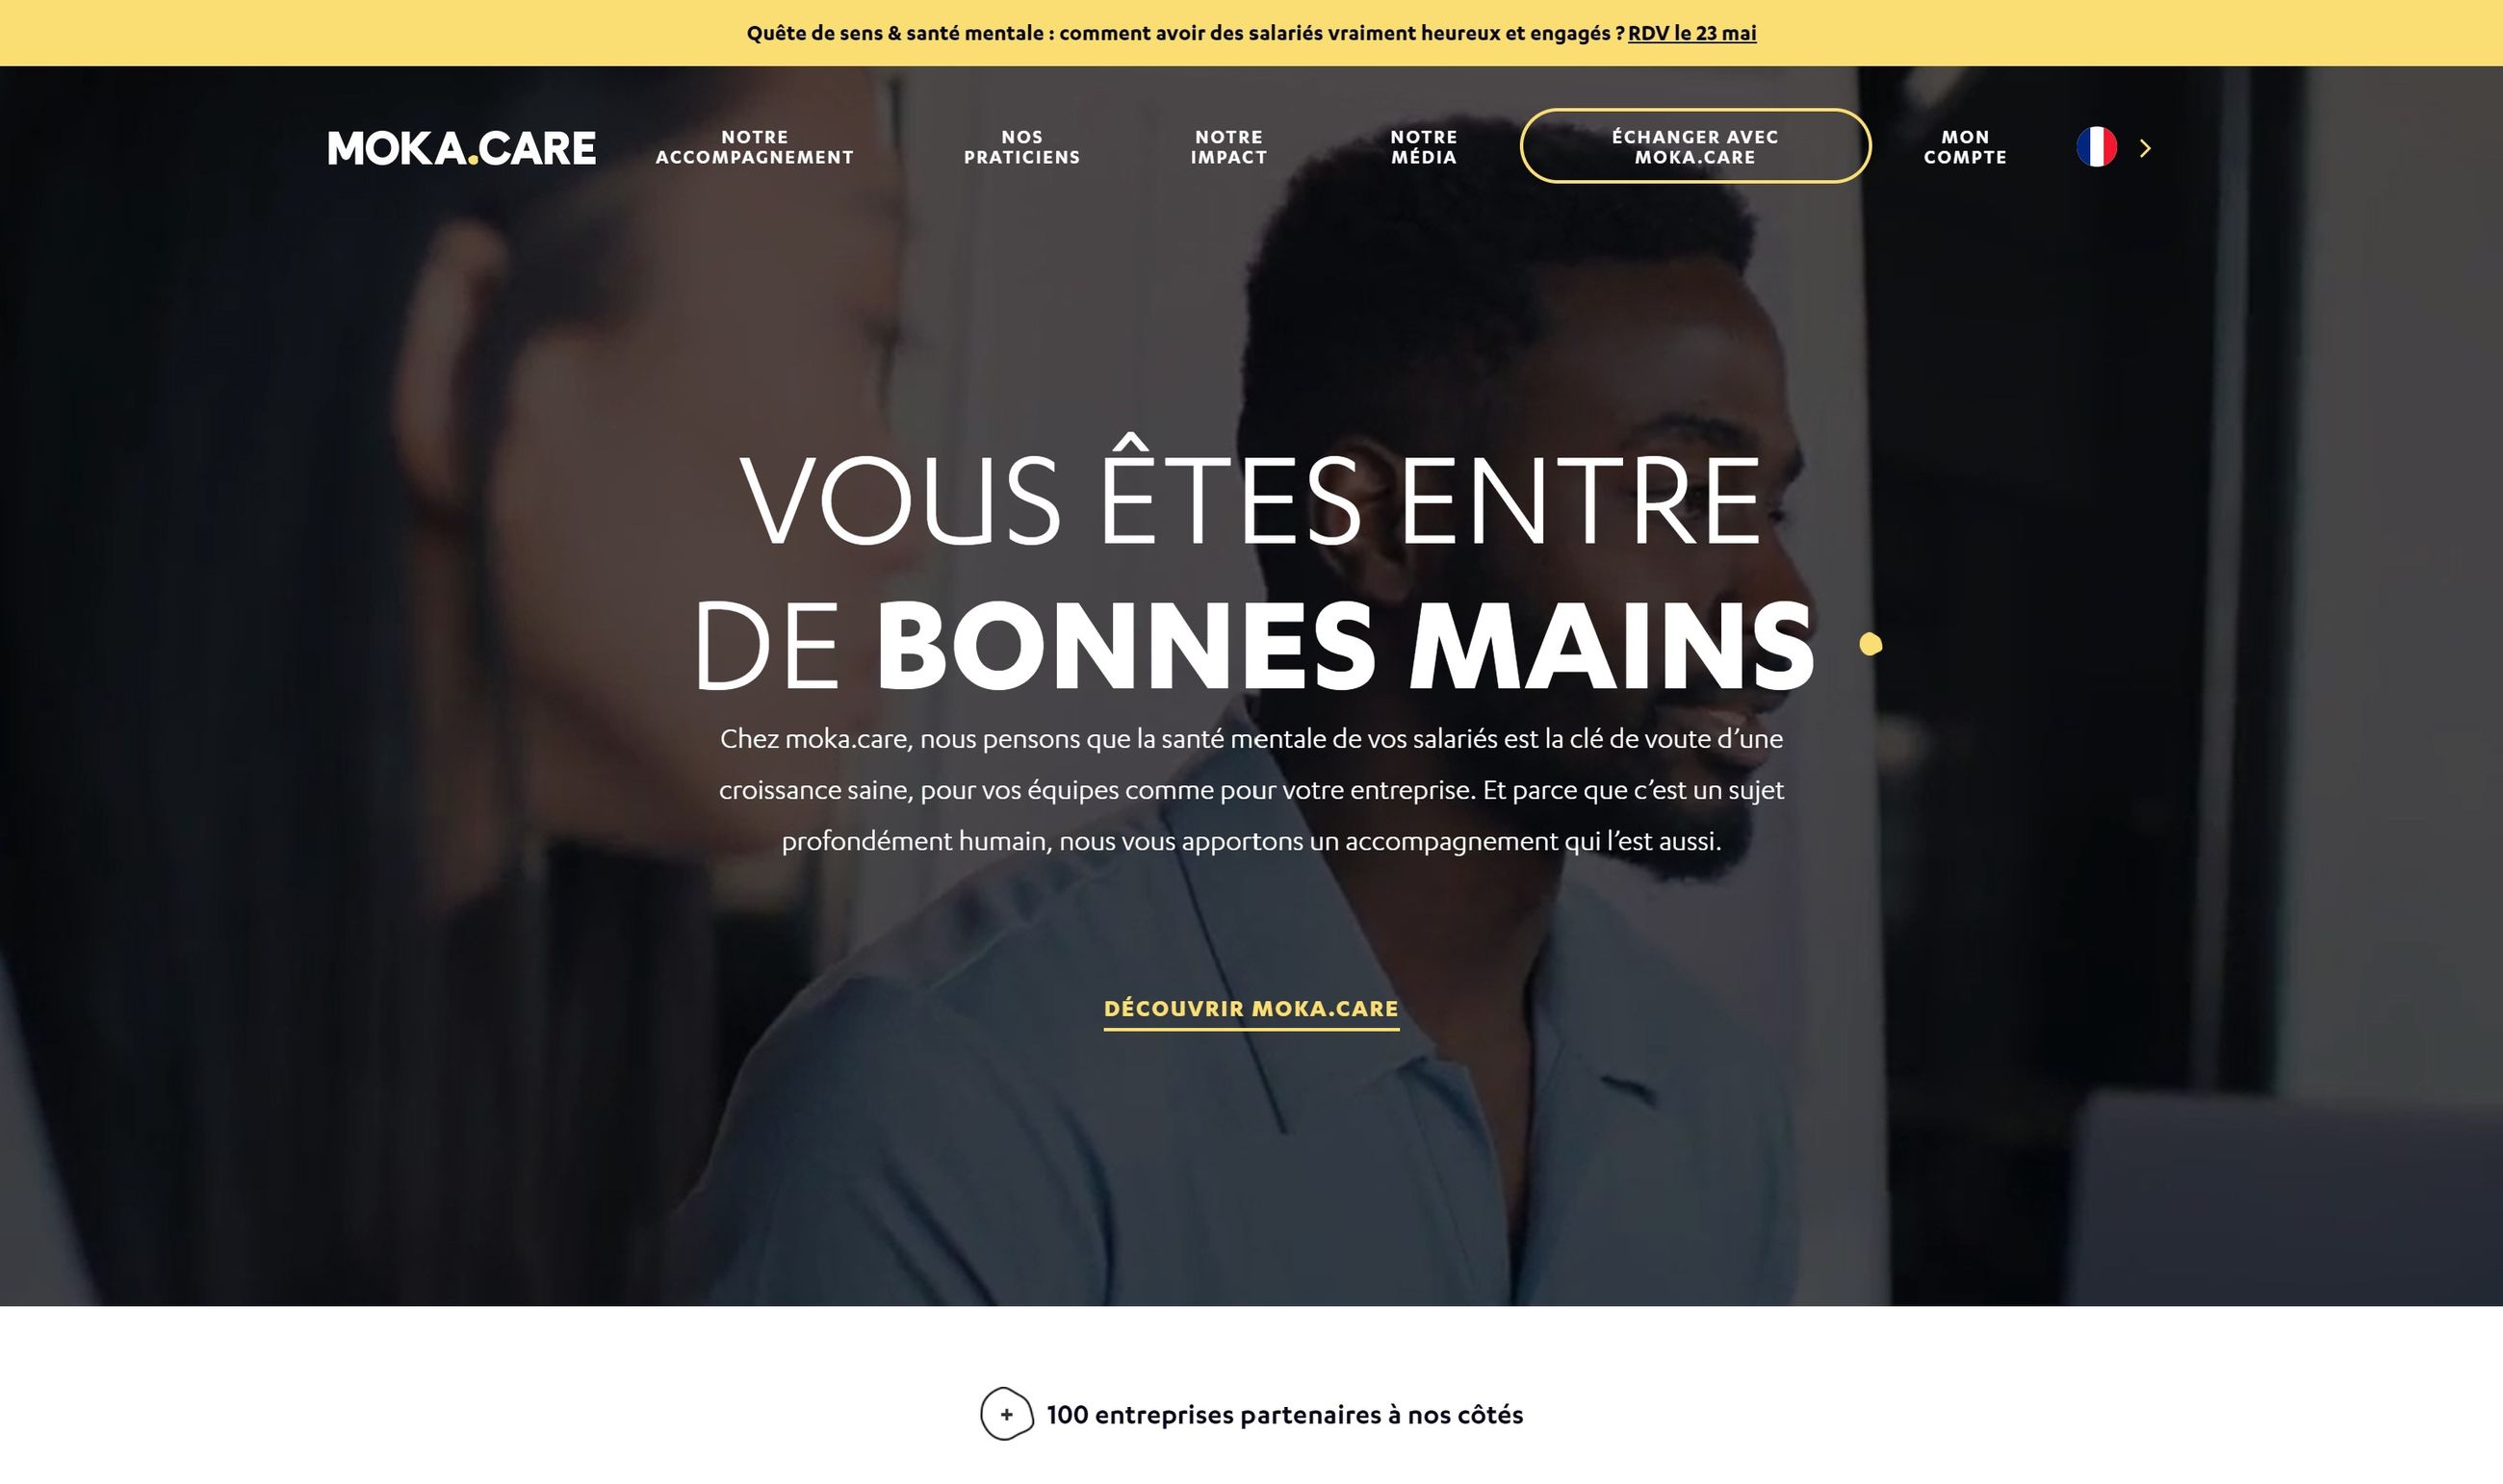 Quête de sens & santé mentale : comment avoir des salariés vraiment heureux et engagés ? RDV le 23 mai
MOKA.CARE
NOTRE
ACCOMPAGNEMENT
NOS
PRATICIENS
NOTRE
IMPACT
NOTRE
MÉDIA
ÉCHANGER AVEC
MOKA.CARE
MON
COMPTE
VOUS ÊTES ENTRE
DE BONNES MAINS
Chez moka.care, nous pensons que la santé mentale de vos salariés est la clé de voute d’une
croissance saine, pour vos équipes comme pour votre entreprise. Et parce que c’est un sujet
profondément humain, nous vous apportons un accompagnement qui l’est aussi.
DÉCOUVRIR MOKA.CARE
+ 100 entreprises partenaires à nos côtés